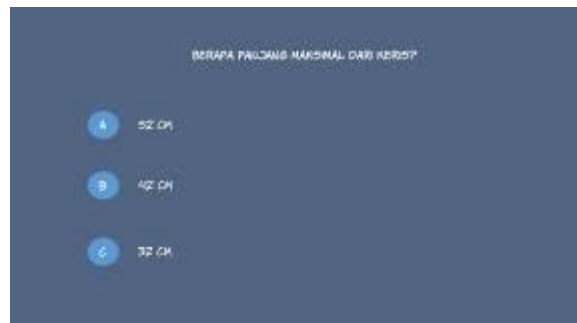 BERAPA PANJANG MAKSIMAL DARI KERIS?
A 52 CM
B 42 CM
C 32 CM